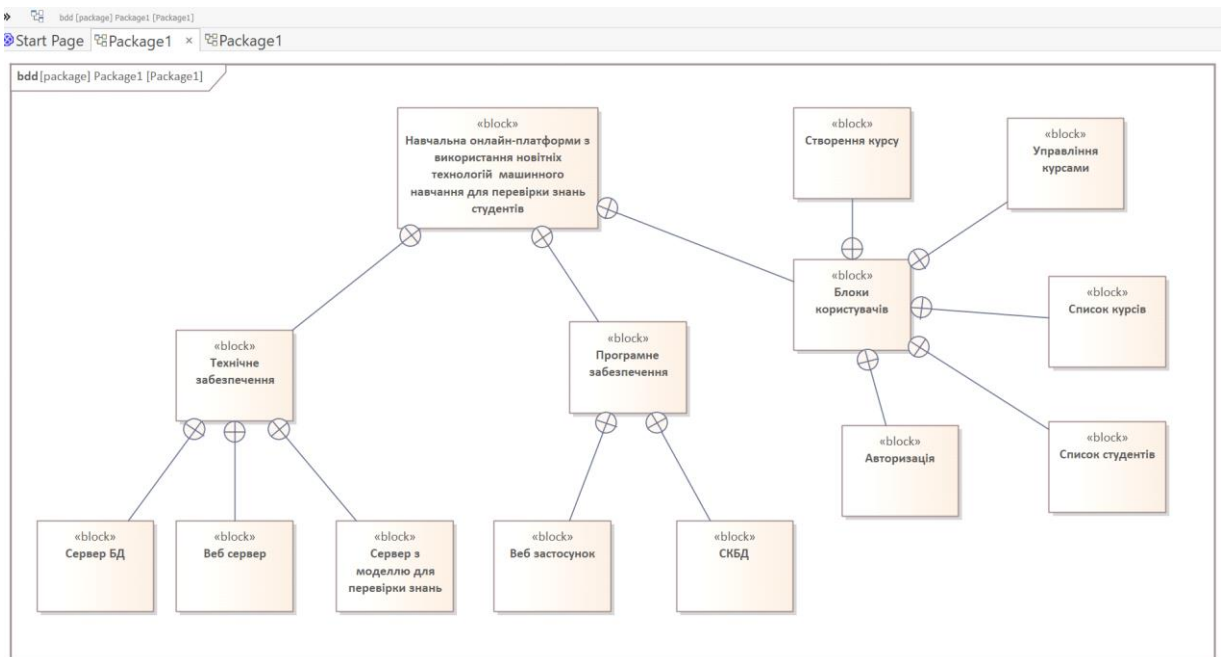 »
bdd [package] Package1 [Package1]
Start Page
Package1 ×
Package1
bdd [package] Package1 [Package1]
«block»
Навчальна онлайн-платформи з
використання новітніх
технологій машинного
навчання для перевірки знань
студентів
«block»
Створення курсу
«block»
Управління
курсами
«block»
Блоки
користувачів
«block»
Список курсів
«block»
Технічне
забезпечення
«block»
Програмне
забезпечення
«block»
Авторизація
«block»
Список студентів
«block»
Сервер БД
«block»
Веб сервер
«block»
Сервер з
моделлю для
перевірки знань
«block»
Веб застосунок
«block»
СКБД